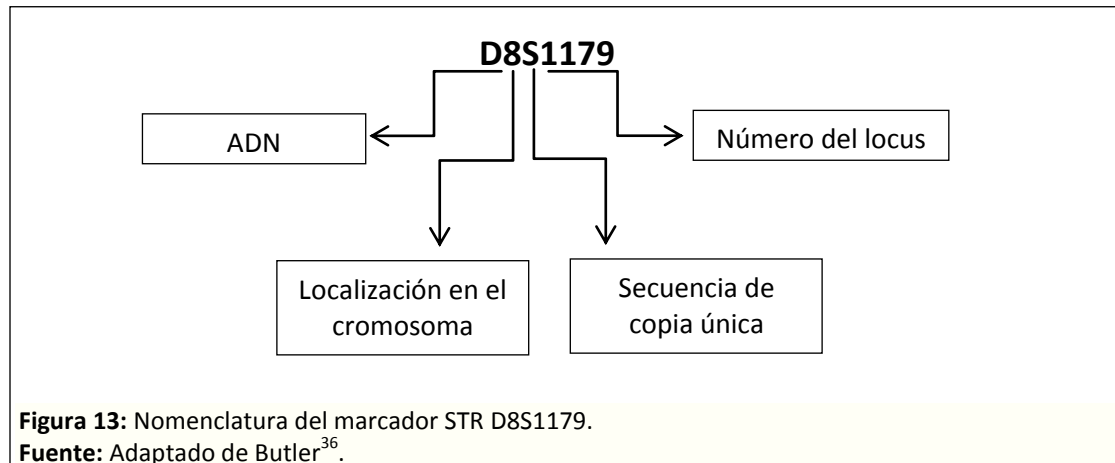 D8S1179
ADN
Número del locus
Localización en el
cromosoma
Secuencia de
copia única
Figura 13: Nomenclatura del marcador STR D8S1179.
Fuente: Adaptado de Butler36.